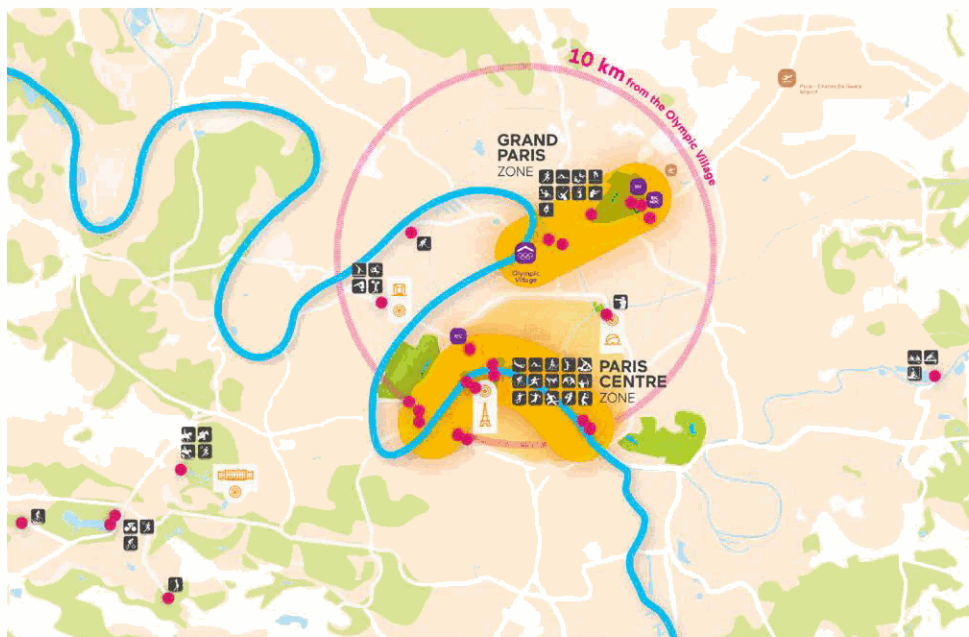 10 km from the Olympic Village
GRAND
PARIS
ZONE
Olympic
Village
PARIS
CENTRE
ZONE